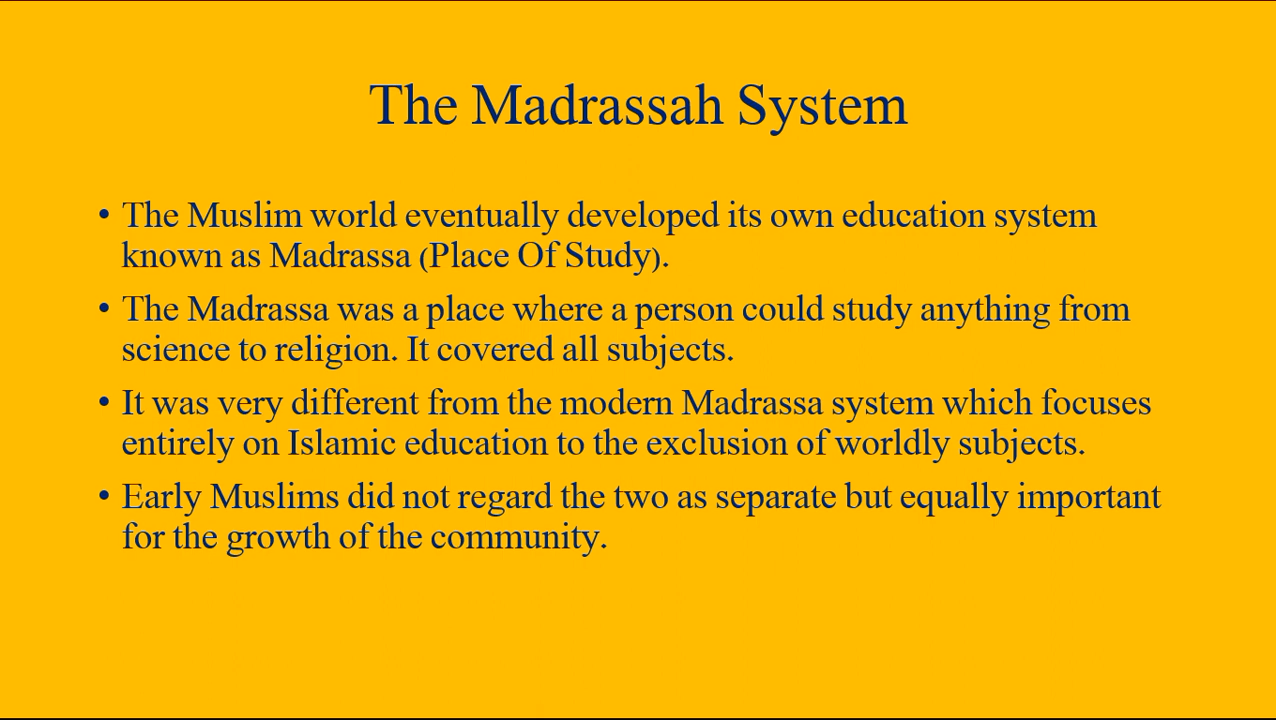 The Madrassah System
• The Muslim world eventually developed its own education system
known as Madrassa (Place Of Study).
• The Madrassa was a place where a person could study anything from
science to religion. It covered all subjects.
• It was very different from the modern Madrassa system which focuses
entirely on Islamic education to the exclusion of worldly subjects.
• Early Muslims did not regard the two as separate but equally important
for the growth of the community.